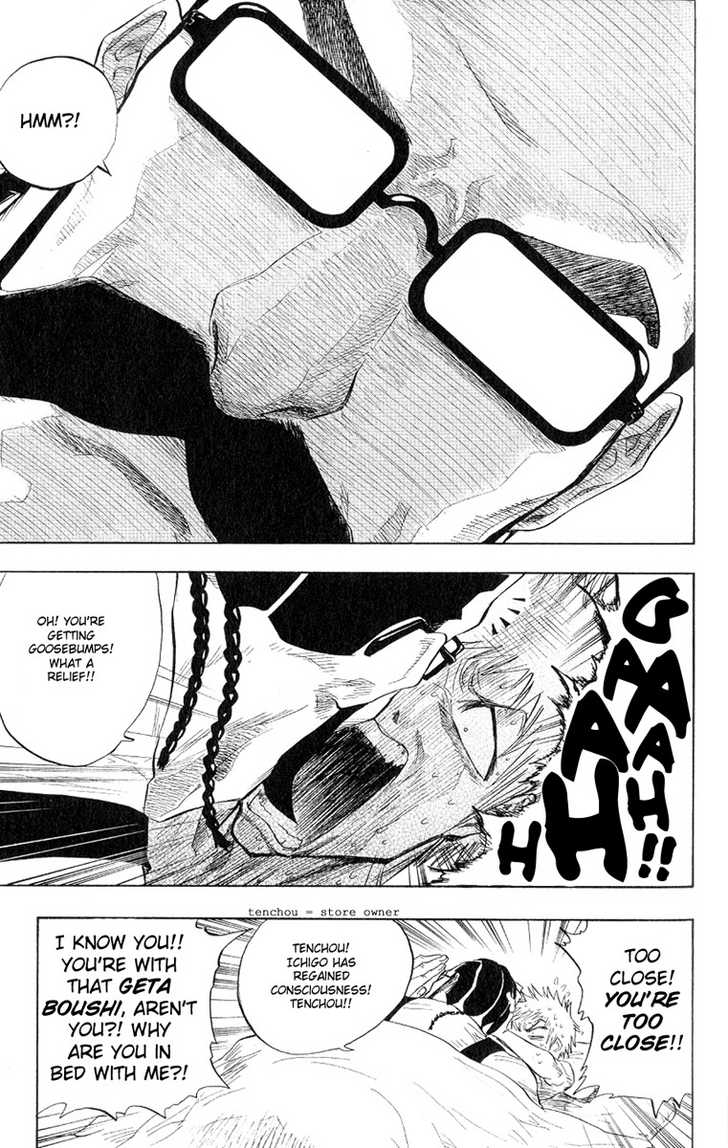 HMM?!
GAAAAHHH!!
OH! YOU'RE
GETTING
GOOSEBUMPS!
WHAT A
RELIEF!!
tenchou = store owner
TOO
CLOSE!
YOU'RE
TOO
CLOSE!!
TENCHOU!
ICHIGO HAS
REGAINED
CONSCIOUSNESS!
TENCHOU!!
I KNOW YOU!!
YOU'RE WITH
THAT GETA
BOUSHI, AREN'T
YOU?! WHY
ARE YOU IN
BED WITH ME?!